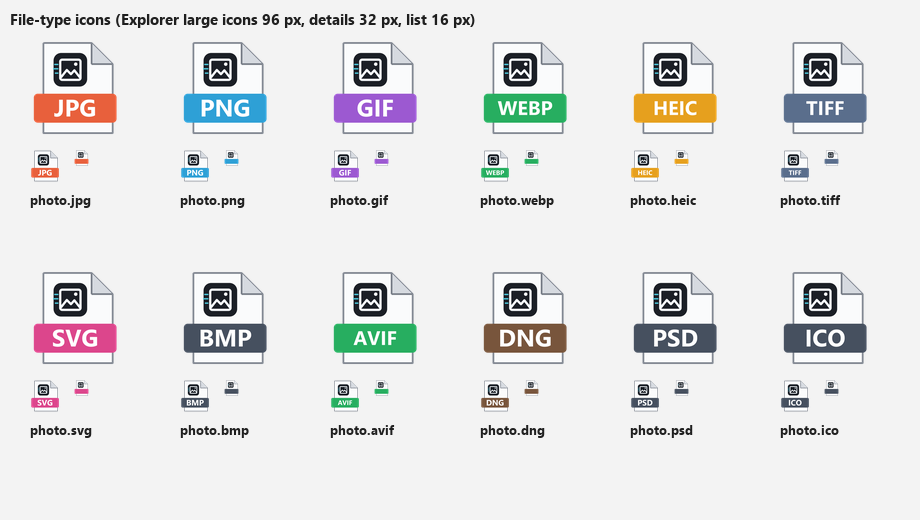 File-type icons (Explorer large icons 96 px, details 32 px, list 16 px)
JPG PNG GIF WEBP HEIC TIFF
JPG PNG GIF WEBP HEIC TIFF
photo.jpg photo.png photo.gif photo.webp photo.heic photo.tiff
SVG BMP AVIF DNG PSD ICO
SVG BMP AVIF DNG PSD ICO
photo.svg photo.bmp photo.avif photo.dng photo.psd photo.ico